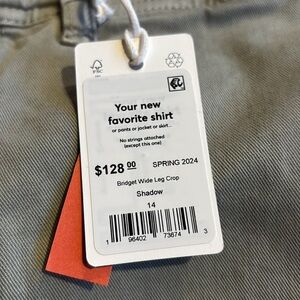 FSC
Your new
favorite shirt
or pants or jacket or skirt...
No strings attached
(except this one)
$128.00 SPRING 2024
Bridget Wide Leg Crop
Shadow
14
1 96402 73674 3